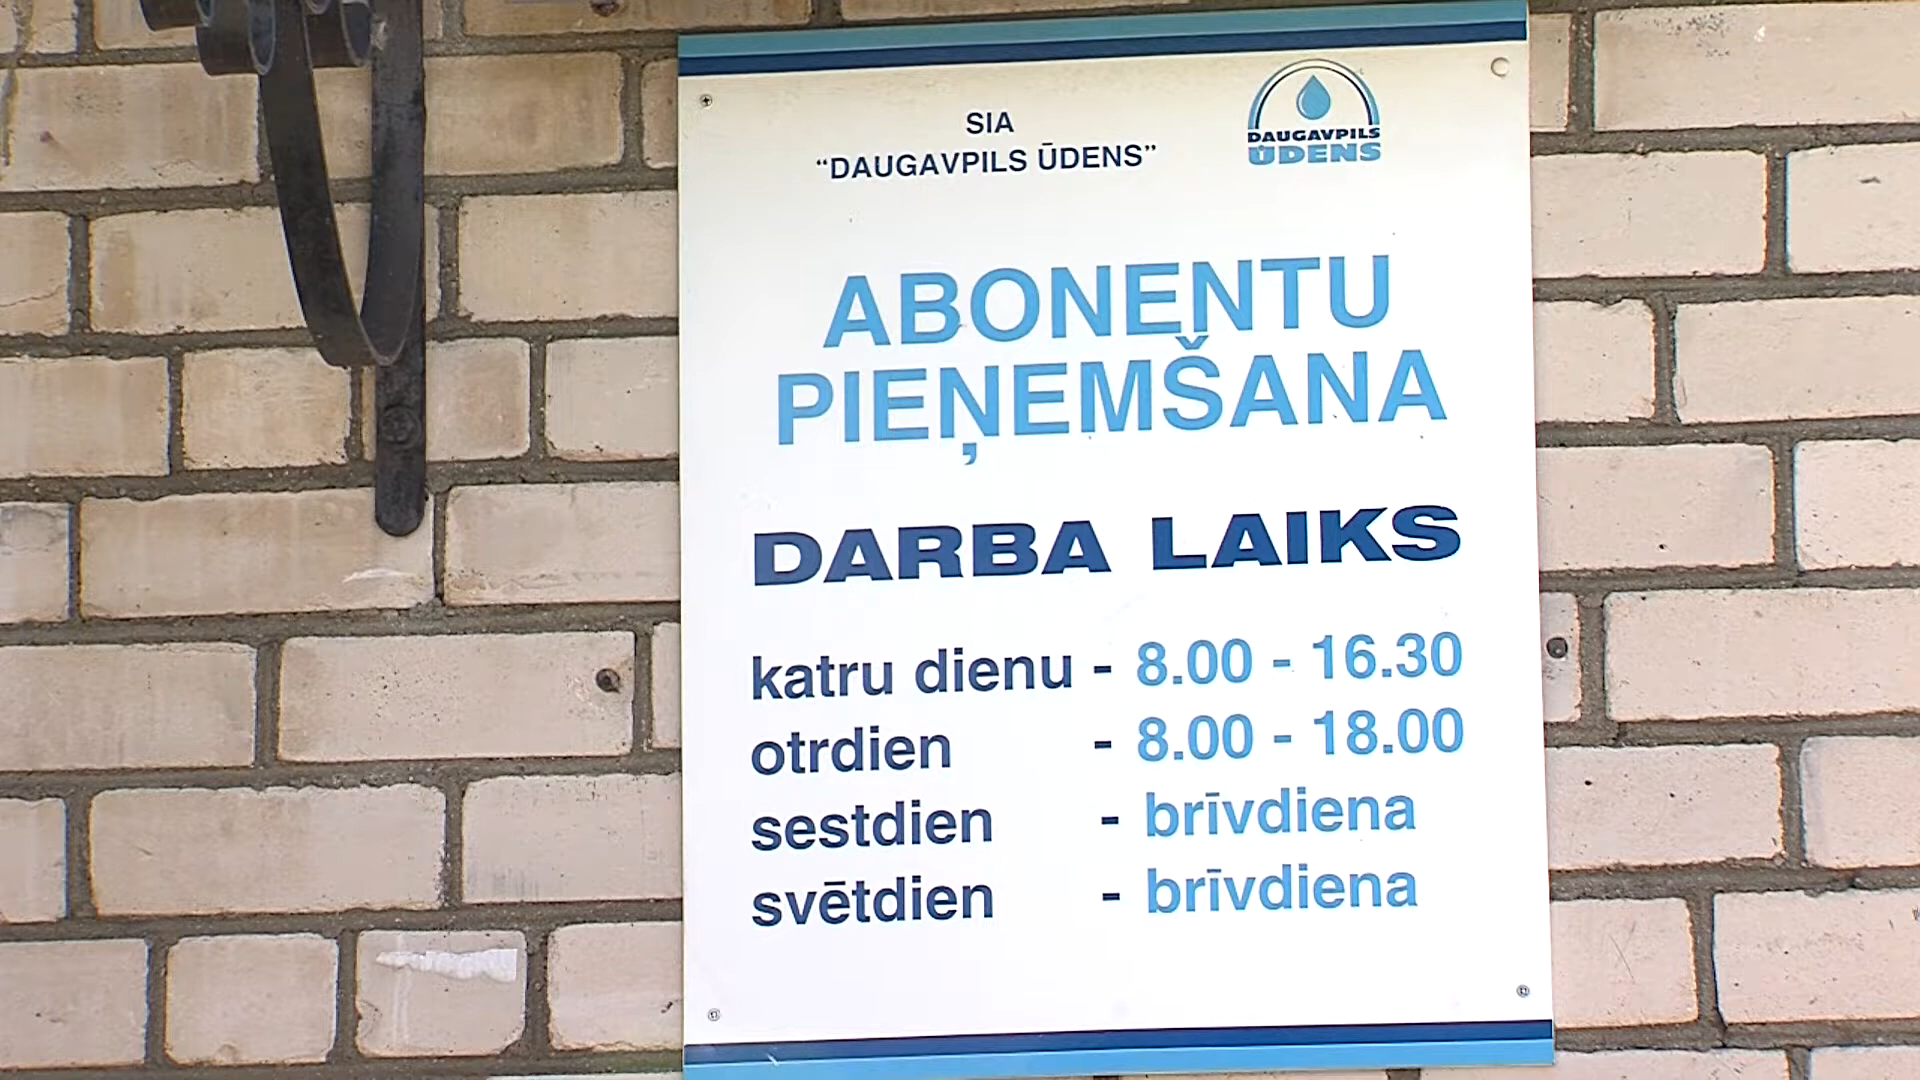 SIA
“DAUGAVPILS ŪDENS”
DAUGAVPILS
ŪDENS
ABONENTU
PIEŅEMŠANA
DARBA LAIKS
katru dienu - 8.00 - 16.30
otrdien - 8.00 - 18.00
sestdien - brīvdiena
svētdien - brīvdiena